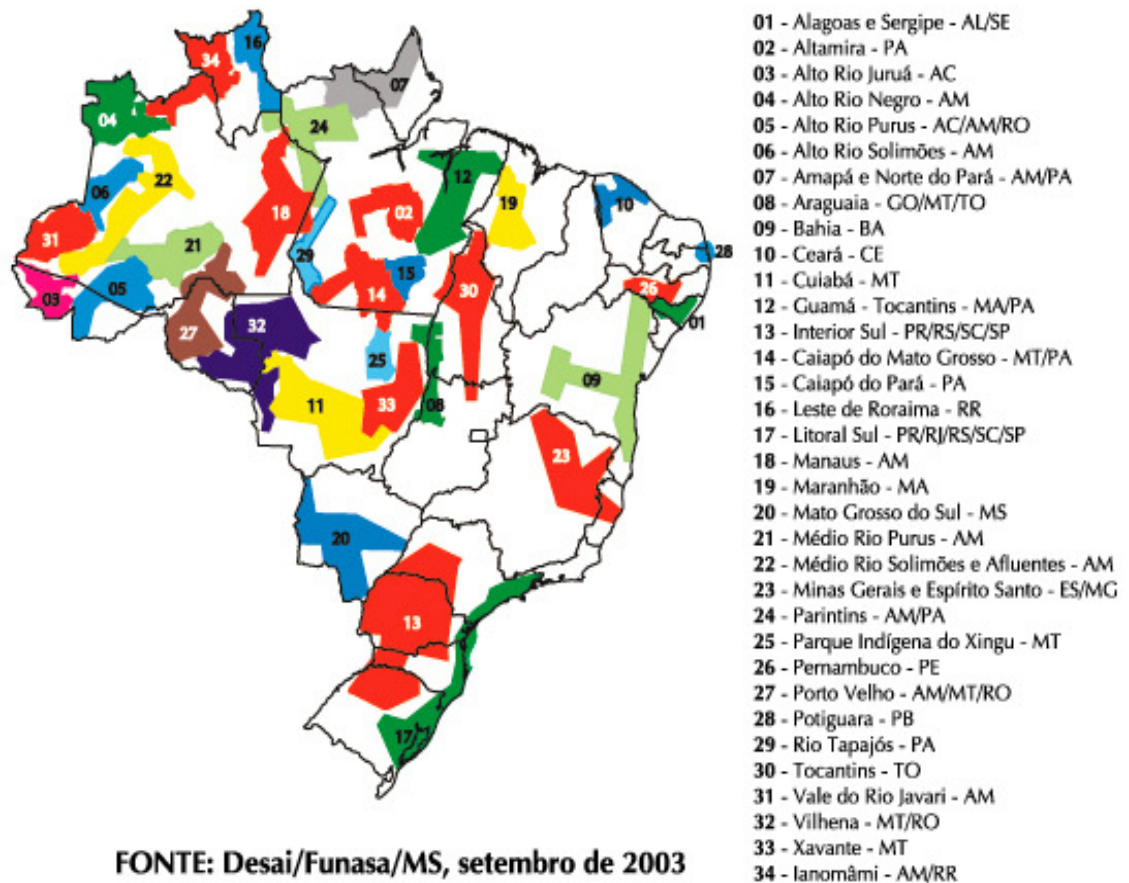 34
16
07
04
24
12
22
06
19
10
18
02
31
21
29
28
15
30
14
26
03
05
01
27
32
25
09
11
33
08
23
20
13
17
01 - Alagoas e Sergipe - AL/SE
02 - Altamira - PA
03 - Alto Rio Juruá - AC
04 - Alto Rio Negro - AM
05 - Alto Rio Purus - AC/AM/RO
06 - Alto Rio Solimões - AM
07 - Amapá e Norte do Pará - AM/PA
08 - Araguaia - GO/MT/TO
09 - Bahia - BA
10 - Ceará - CE
11 - Cuiabá - MT
12 - Guamá - Tocantins - MA/PA
13 - Interior Sul - PR/RS/SC/SP
14 - Caiapó do Mato Grosso - MT/PA
15 - Caiapó do Pará - PA
16 - Leste de Roraima - RR
17 - Litoral Sul - PR/RJ/RS/SC/SP
18 - Manaus - AM
19 - Maranhão - MA
20 - Mato Grosso do Sul - MS
21 - Médio Rio Purus - AM
22 - Médio Rio Solimões e Afluentes - AM
23 - Minas Gerais e Espírito Santo - ES/MG
24 - Parintins - AM/PA
25 - Parque Indígena do Xingu - MT
26 - Pernambuco - PE
27 - Porto Velho - AM/MT/RO
28 - Potiguara - PB
29 - Rio Tapajós - PA
30 - Tocantins - TO
31 - Vale do Rio Javari - AM
32 - Vilhena - MT/RO
33 - Xavante - MT
34 - Ianomâmi - AM/RR
FONTE: Desai/Funasa/MS, setembro de 2003